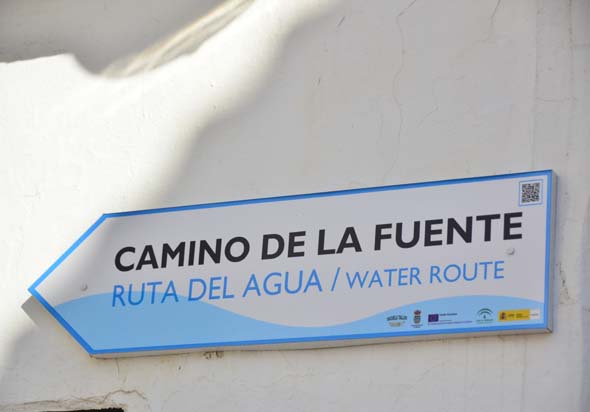 CAMINO DE LA FUENTE
RUTA DEL AGUA / WATER ROUTE